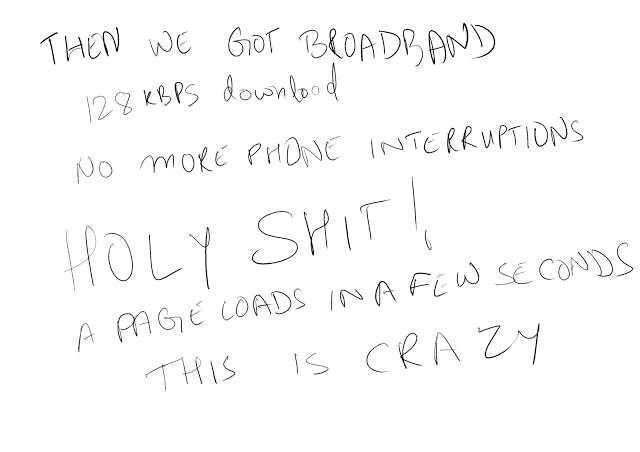 THEN WE GOT BROADBAND
128 KBPS download
NO MORE PHONE INTERRUPTIONS
HOLY SHIT!
A PAGE LOADS IN A FEW SECONDS
THIS IS CRAZY